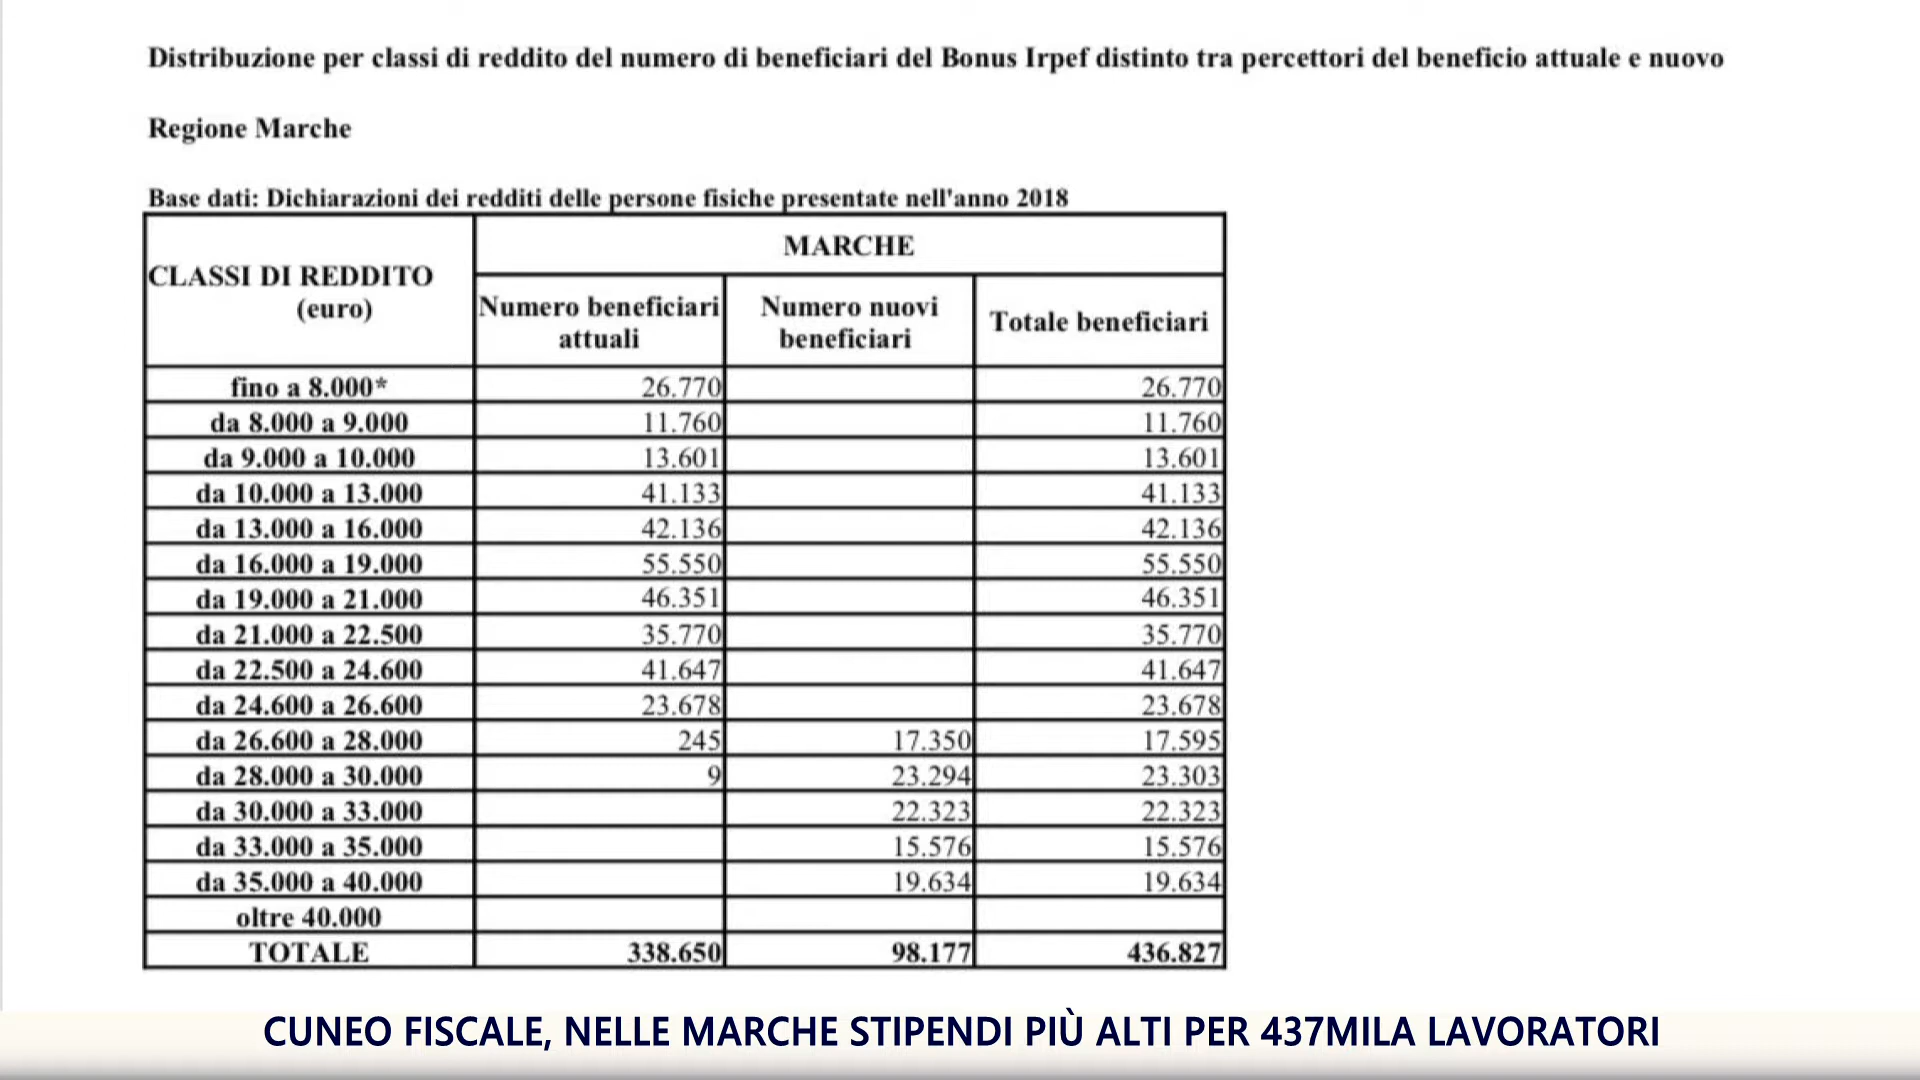 Distribuzione per classi di reddito del numero di beneficiari del Bonus Irpef distinto tra percettori del beneficio attuale e nuovo
Regione Marche
Base dati: Dichiarazioni dei redditi delle persone fisiche presentate nell'anno 2018
CLASSI DI REDDITO (euro) MARCHE
Numero beneficiari attuali Numero nuovi beneficiari Totale beneficiari
fino a 8.000* 26.770 26.770
da 8.000 a 9.000 11.760 11.760
da 9.000 a 10.000 13.601 13.601
da 10.000 a 13.000 41.133 41.133
da 13.000 a 16.000 42.136 42.136
da 16.000 a 19.000 55.550 55.550
da 19.000 a 21.000 46.351 46.351
da 21.000 a 22.500 35.770 35.770
da 22.500 a 24.600 41.647 41.647
da 24.600 a 26.600 23.678 23.678
da 26.600 a 28.000 245 17.350 17.595
da 28.000 a 30.000 9 23.294 23.303
da 30.000 a 33.000 22.323 22.323
da 33.000 a 35.000 15.576 15.576
da 35.000 a 40.000 19.634 19.634
oltre 40.000
TOTALE 338.650 98.177 436.827
CUNEO FISCALE, NELLE MARCHE STIPENDI PIÙ ALTI PER 437MILA LAVORATORI